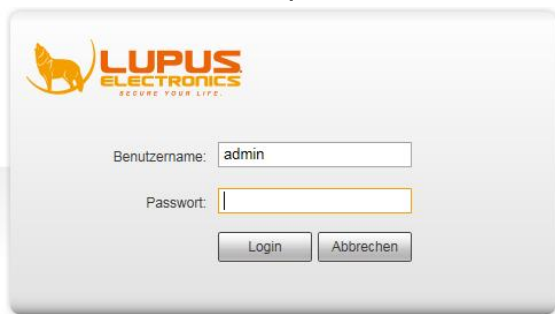 LUPUS
ELECTRONICS
SECURE YOUR LIFE.
Benutzername: admin
Passwort:
Login Abbrechen